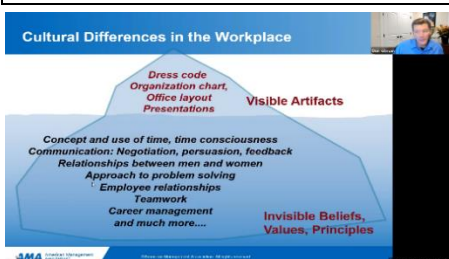 Cultural Differences in the Workplace
Dress code
Organization chart,
Office layout
Presentations
Visible Artifacts
Concept and use of time, time consciousness
Communication: Negotiation, persuasion, feedback
Relationships between men and women
Approach to problem solving
Employee relationships
Teamwork
Career management
and much more....
Invisible Beliefs,
Values, Principles
AMA American Management